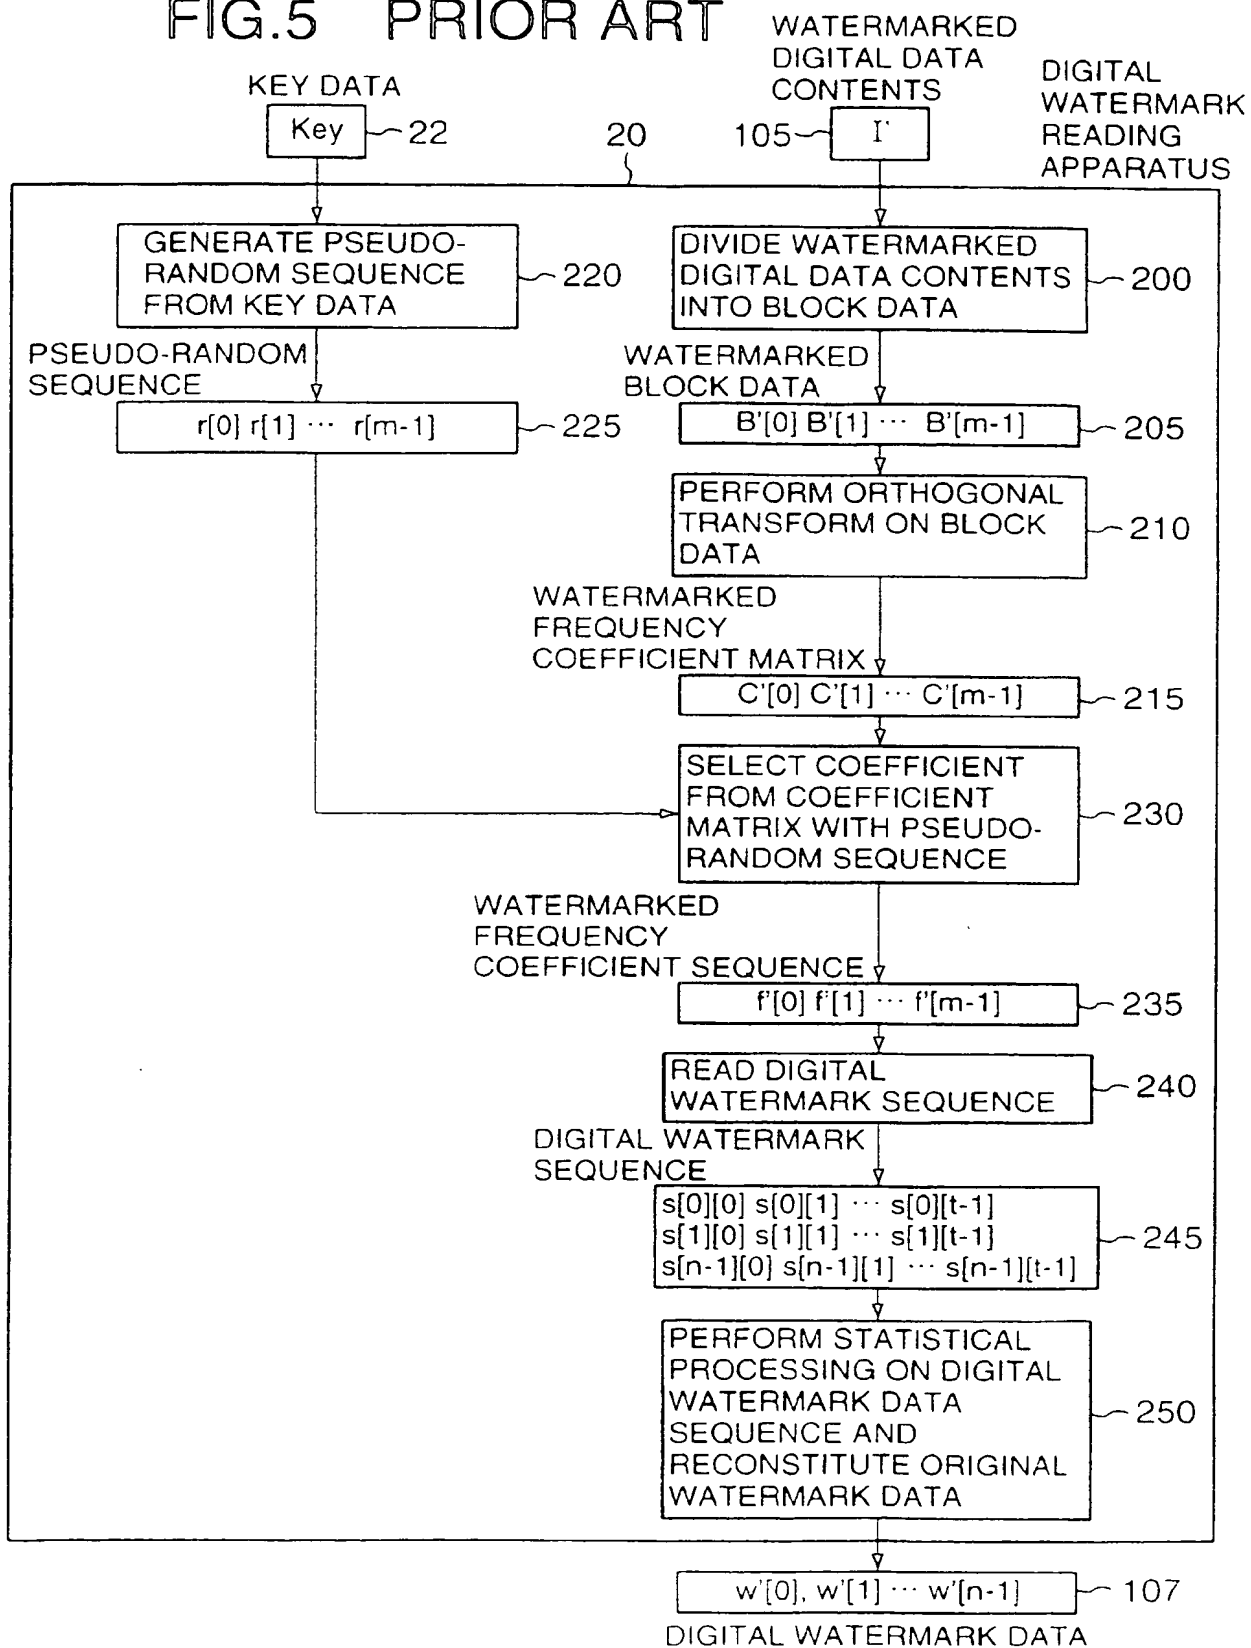 FIG.5 PRIOR ART
WATERMARKED
DIGITAL DATA
CONTENTS
DIGITAL
WATERMARK
READING
APPARATUS
KEY DATA
Key
22
20
105
I'
GENERATE PSEUDO-
RANDOM SEQUENCE
FROM KEY DATA
220
DIVIDE WATERMARKED
DIGITAL DATA CONTENTS
INTO BLOCK DATA
200
PSEUDO-RANDOM
SEQUENCE
WATERMARKED
BLOCK DATA
r[0] r[1] ··· r[m-1]
225
B'[0] B'[1] ··· B'[m-1]
205
PERFORM ORTHOGONAL
TRANSFORM ON BLOCK
DATA
210
WATERMARKED
FREQUENCY
COEFFICIENT MATRIX
C'[0] C'[1] ··· C'[m-1]
215
SELECT COEFFICIENT
FROM COEFFICIENT
MATRIX WITH PSEUDO-
RANDOM SEQUENCE
230
WATERMARKED
FREQUENCY
COEFFICIENT SEQUENCE
f'[0] f'[1] ··· f'[m-1]
235
READ DIGITAL
WATERMARK SEQUENCE
240
DIGITAL WATERMARK
SEQUENCE
s[0][0] s[0][1] ··· s[0][t-1]
s[1][0] s[1][1] ··· s[1][t-1]
s[n-1][0] s[n-1][1] ··· s[n-1][t-1]
245
PERFORM STATISTICAL
PROCESSING ON DIGITAL
WATERMARK DATA
SEQUENCE AND
RECONSTITUTE ORIGINAL
WATERMARK DATA
250
w'[0], w'[1] ··· w'[n-1]
107
DIGITAL WATERMARK DATA